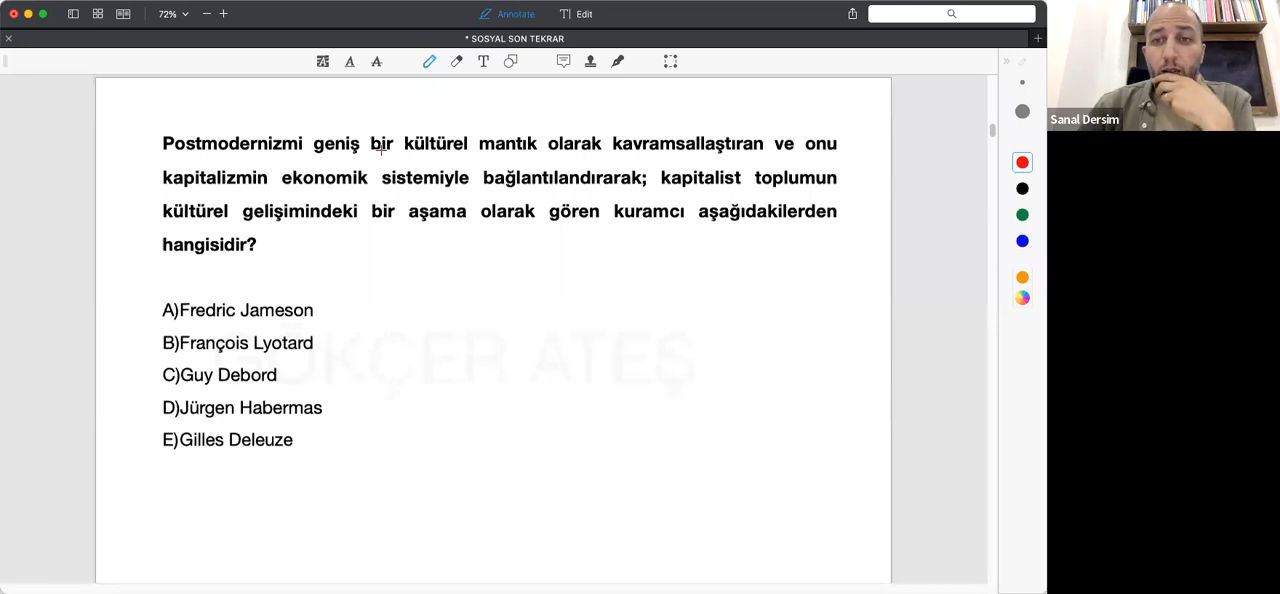 72%
Annotate
T Edit
* SOSYAL SON TEKRAR
Sanal Dersim
Postmodernizmi geniş bir kültürel mantık olarak kavramsallaştıran ve onu
kapitalizmin ekonomik sistemiyle bağlantılandırarak; kapitalist toplumun
kültürel gelişimindeki bir aşama olarak gören kuramcı aşağıdakilerden
hangisidir?
A)Fredric Jameson
B)François Lyotard
GÖKÇER ATEŞ
C)Guy Debord
D)Jürgen Habermas
E)Gilles Deleuze